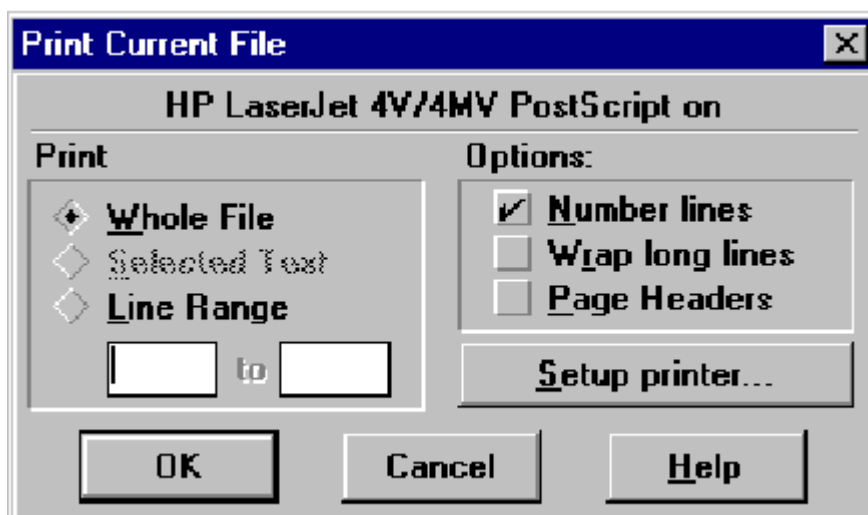 Print Current File
HP LaserJet 4V/4MV PostScript on
Print
Whole File
Selected Text
Line Range
to
Options:
Number lines
Wrap long lines
Page Headers
Setup printer...
OK
Cancel
Help